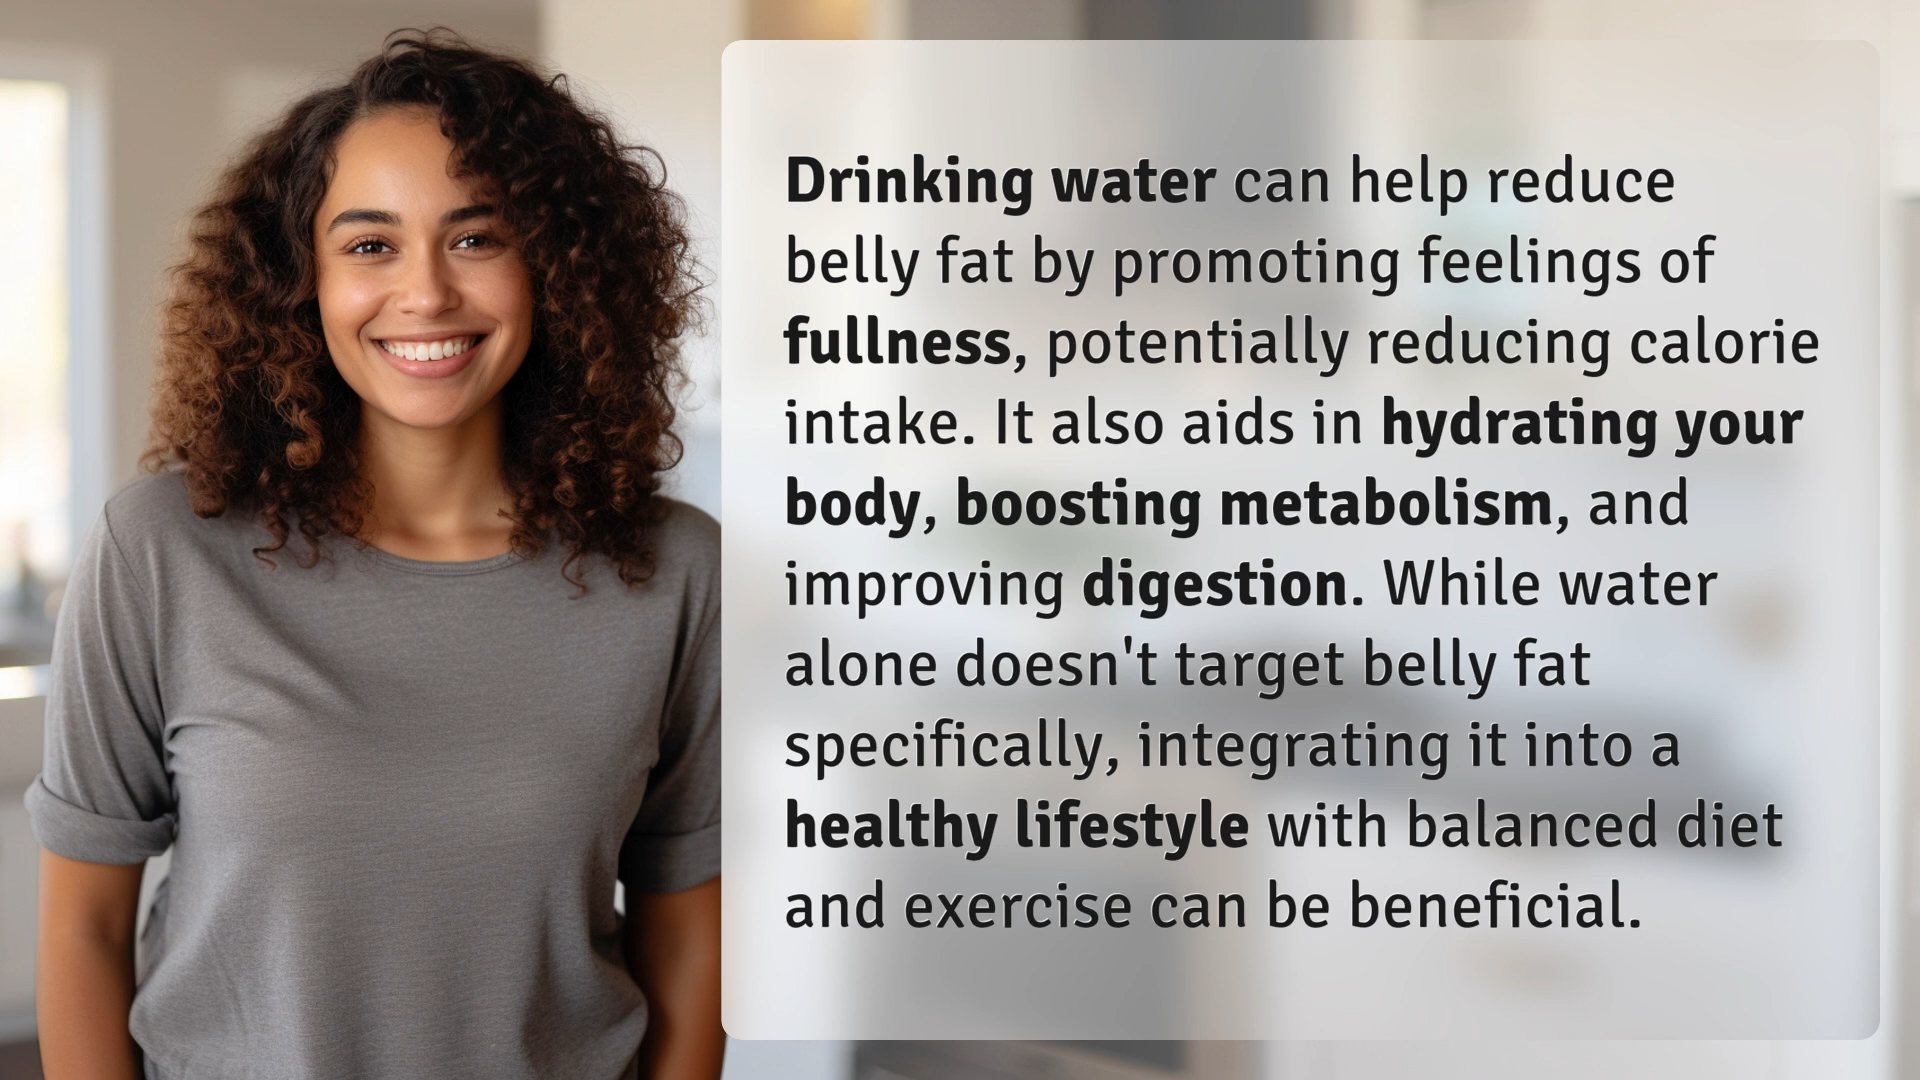 Drinking water can help reduce
belly fat by promoting feelings of
fullness, potentially reducing calorie
intake. It also aids in hydrating your
body, boosting metabolism, and
improving digestion. While water
alone doesn't target belly fat
specifically, integrating it into a
healthy lifestyle with balanced diet
and exercise can be beneficial.